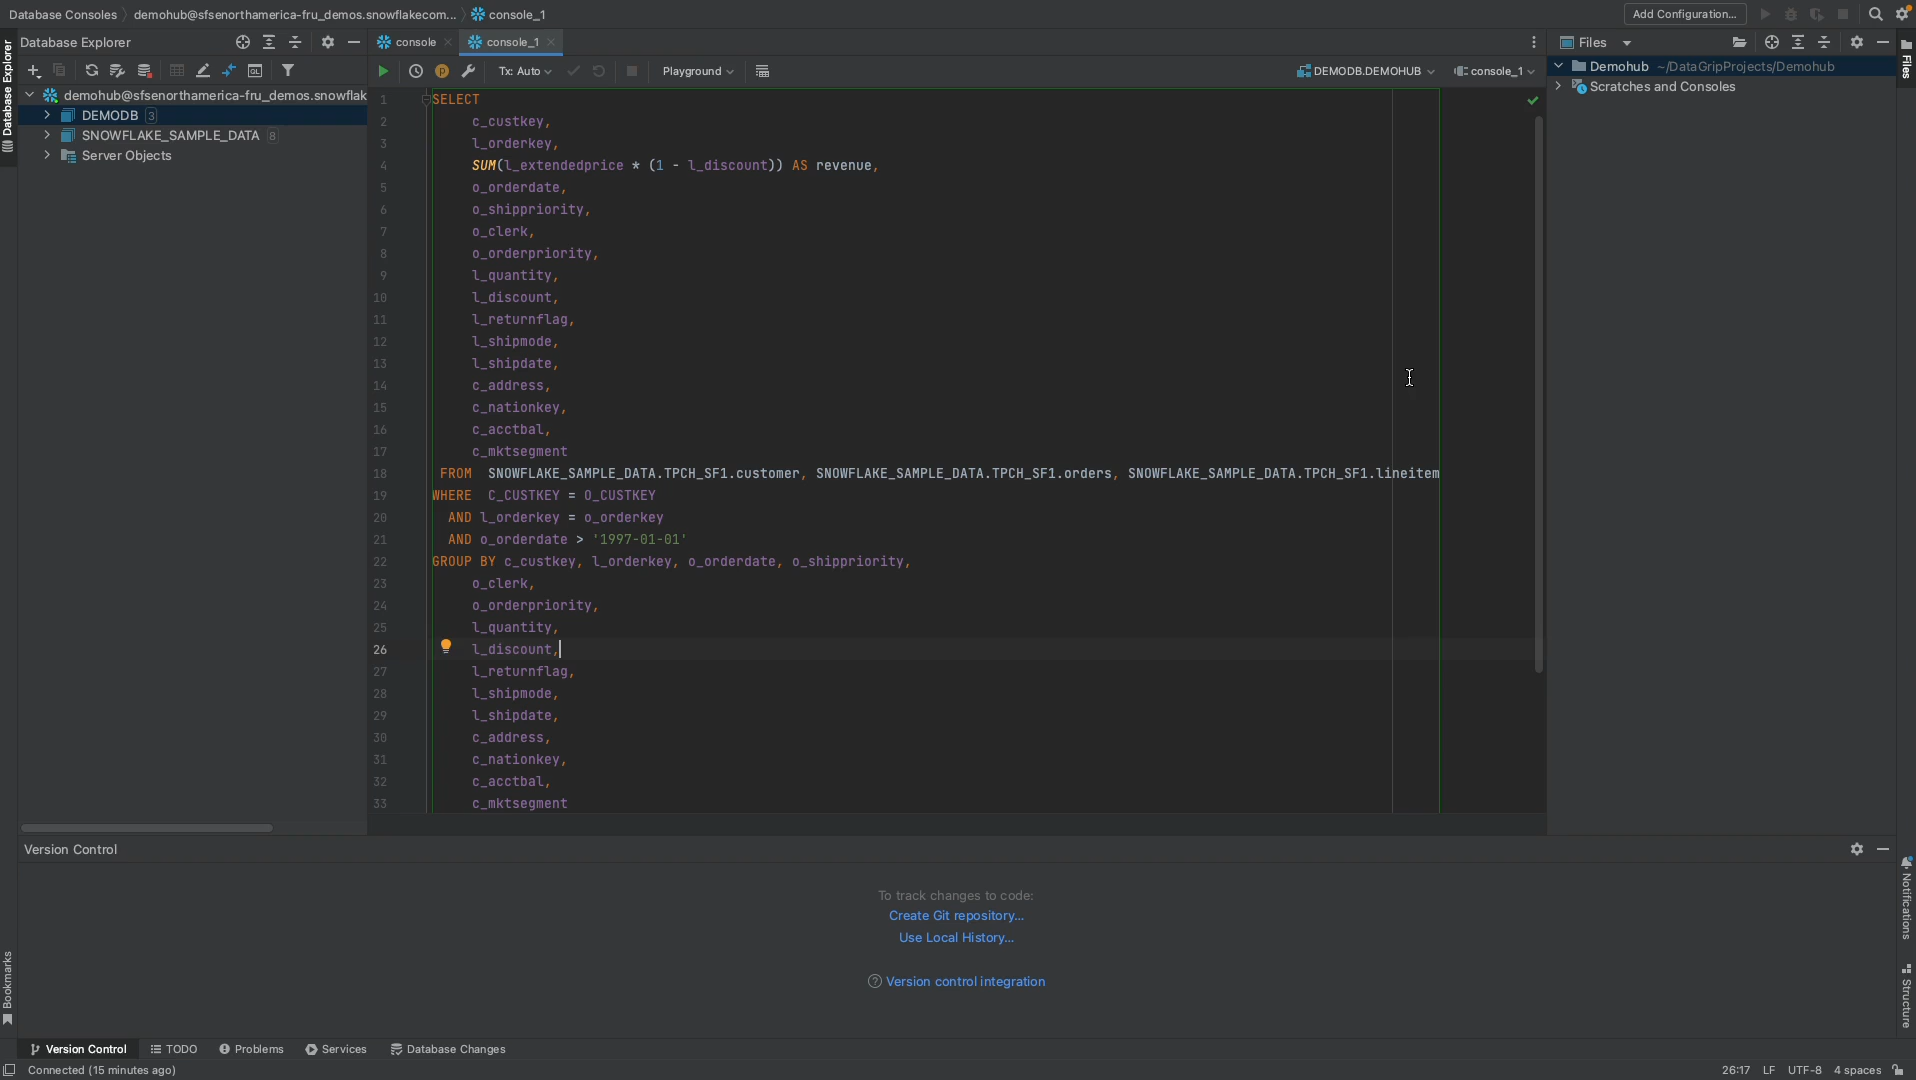 Database Consoles
demohub@sfsenorthamerica-fru_demos.snowflakecom...
console_1
Add Configuration...
Database Explorer
console
console_1
Files
Tx: Auto
Playground
DEMODB.DEMOHUB
console_1
Demohub ~/DataGripProjects/Demohub
Scratches and Consoles
Database Explorer
Files
demohub@sfsenorthamerica-fru_demos.snowflak
DEMODB 3
SNOWFLAKE_SAMPLE_DATA 8
Server Objects
1 SELECT
2 c_custkey,
3 l_orderkey,
4 SUM(l_extendedprice * (1 - l_discount)) AS revenue,
5 o_orderdate,
6 o_shippriority,
7 o_clerk,
8 o_orderpriority,
9 l_quantity,
10 l_discount,
11 l_returnflag,
12 l_shipmode,
13 l_shipdate,
14 c_address,
15 c_nationkey,
16 c_acctbal,
17 c_mktsegment
18 FROM SNOWFLAKE_SAMPLE_DATA.TPCH_SF1.customer, SNOWFLAKE_SAMPLE_DATA.TPCH_SF1.orders, SNOWFLAKE_SAMPLE_DATA.TPCH_SF1.lineitem
19 WHERE C_CUSTKEY = O_CUSTKEY
20 AND l_orderkey = o_orderkey
21 AND o_orderdate > '1997-01-01'
22 GROUP BY c_custkey, l_orderkey, o_orderdate, o_shippriority,
23 o_clerk,
24 o_orderpriority,
25 l_quantity,
26 l_discount,
27 l_returnflag,
28 l_shipmode,
29 l_shipdate,
30 c_address,
31 c_nationkey,
32 c_acctbal,
33 c_mktsegment
Version Control
To track changes to code:
Create Git repository...
Use Local History...
Version control integration
Notifications
Bookmarks
Structure
Version Control
TODO
Problems
Services
Database Changes
Connected (15 minutes ago)
26:17 LF UTF-8 4 spaces